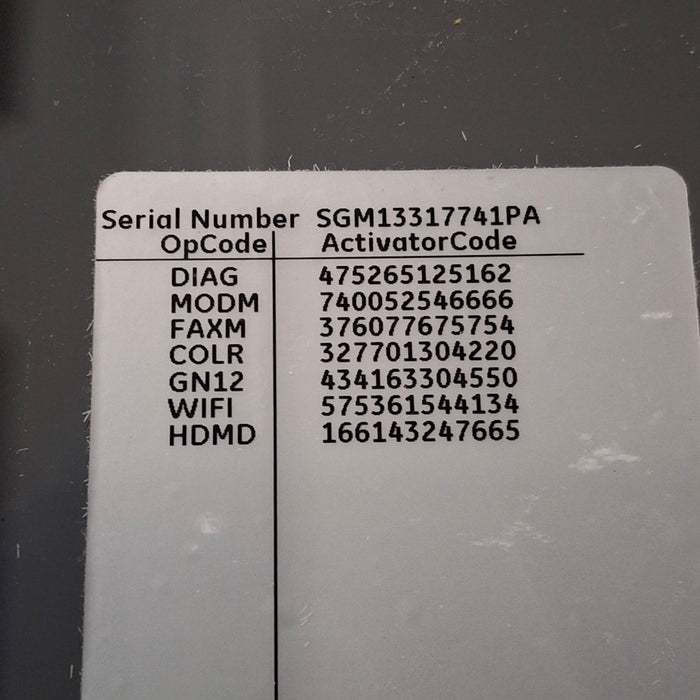 Serial Number SGM13317741PA
OpCode ActivatorCode
DIAG 475265125162
MODM 740052546666
FAXM 376077675754
COLR 327701304220
GN12 434163304550
WIFI 575361544134
HDMD 166143247665